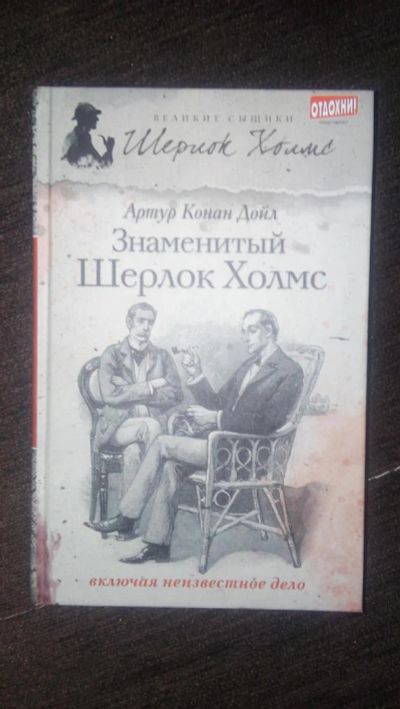 ВЕЛИКИЕ СЫЩИКИ
ОТДОХНИ!
Шерлок Холмс
Артур Конан Дойл
Знаменитый
Шерлок Холмс
включая неизвестное дело